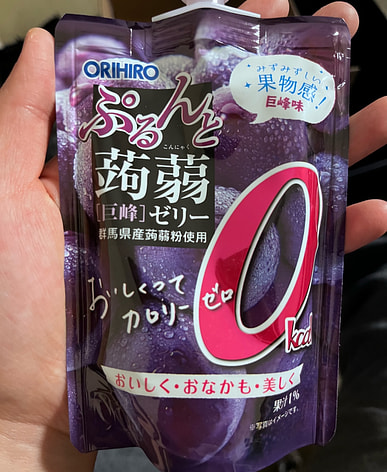 ORIHIRO
みずみずしい
果物感!
巨峰味
ぷるんと
こんにゃく
蒟蒻
[巨峰]ゼリー
群馬県産蒟蒻粉使用
おいしくって
カロリーゼロ
0kcal
おいしく・おなかも・美しく
果汁1%
※写真はイメージです。